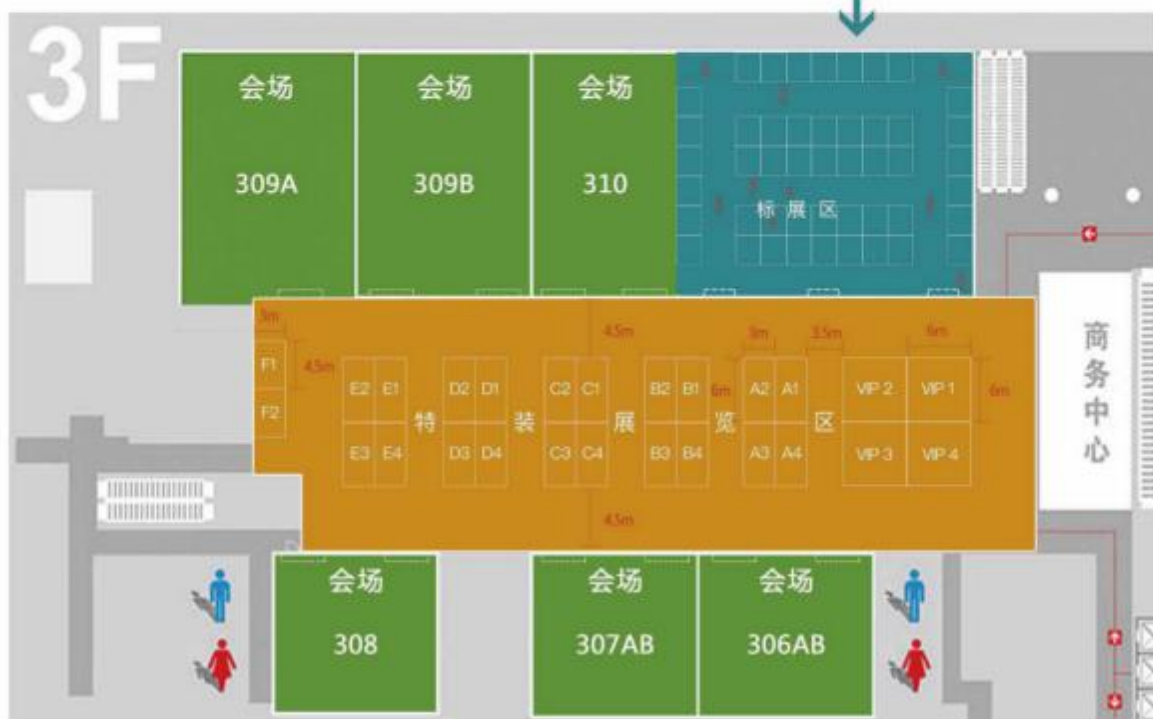 3F
会场
会场
会场
309A
309B
310
标展区
3m
4.5m
4.5m
3m
3.5m
6m
F1
F2
E2 E1
D2 D1
C2 C1
B2 B1
6m
A2 A1
VIP 2
VIP 1
6m
特装展览区
E3 E4
D3 D4
C3 C4
B3 B4
A3 A4
VIP 3
VIP 4
4.5m
商务中心
会场
会场
会场
308
307AB
306AB